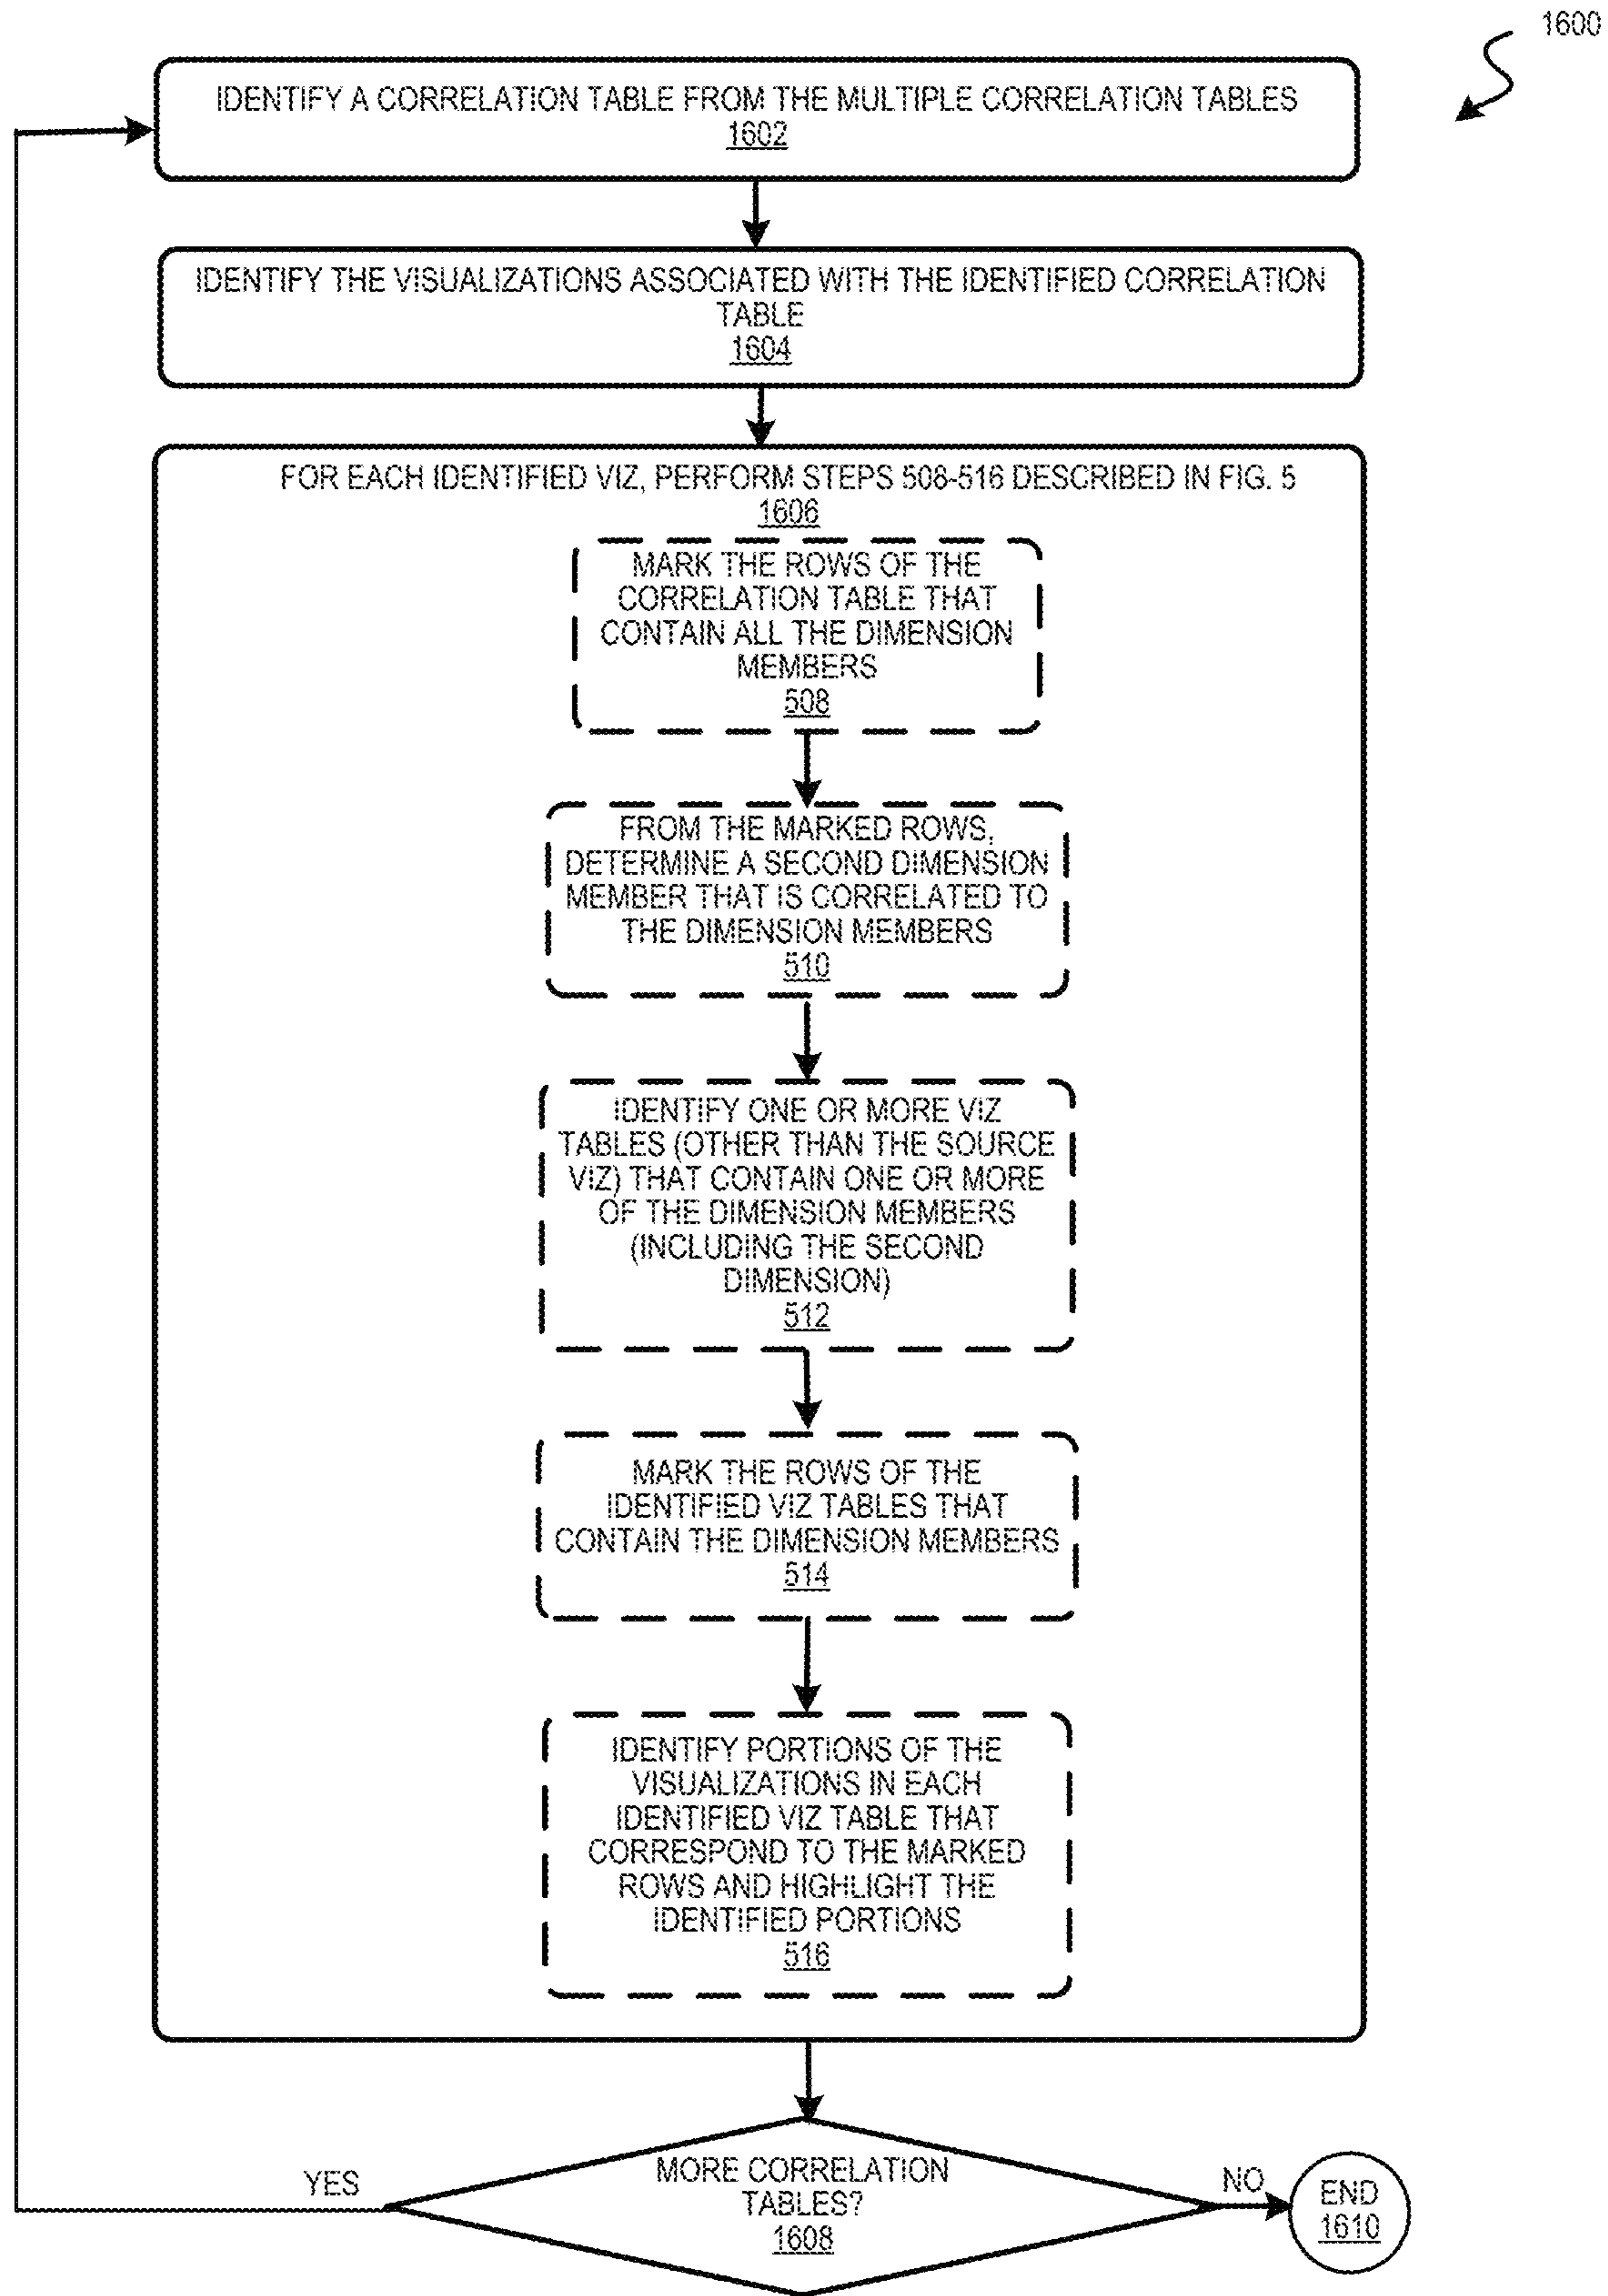 1600
IDENTIFY A CORRELATION TABLE FROM THE MULTIPLE CORRELATION TABLES
1602
IDENTIFY THE VISUALIZATIONS ASSOCIATED WITH THE IDENTIFIED CORRELATION
TABLE
1604
FOR EACH IDENTIFIED VIZ, PERFORM STEPS 508-516 DESCRIBED IN FIG. 5
1606
MARK THE ROWS OF THE
CORRELATION TABLE THAT
CONTAIN ALL THE DIMENSION
MEMBERS
508
FROM THE MARKED ROWS,
DETERMINE A SECOND DIMENSION
MEMBER THAT IS CORRELATED TO
THE DIMENSION MEMBERS
510
IDENTIFY ONE OR MORE VIZ
TABLES (OTHER THAN THE SOURCE
VIZ) THAT CONTAIN ONE OR MORE
OF THE DIMENSION MEMBERS
(INCLUDING THE SECOND
DIMENSION)
512
MARK THE ROWS OF THE
IDENTIFIED VIZ TABLES THAT
CONTAIN THE DIMENSION MEMBERS
514
IDENTIFY PORTIONS OF THE
VISUALIZATIONS IN EACH
IDENTIFIED VIZ TABLE THAT
CORRESPOND TO THE MARKED
ROWS AND HIGHLIGHT THE
IDENTIFIED PORTIONS
516
YES
MORE CORRELATION
TABLES?
1608
NO
END
1610